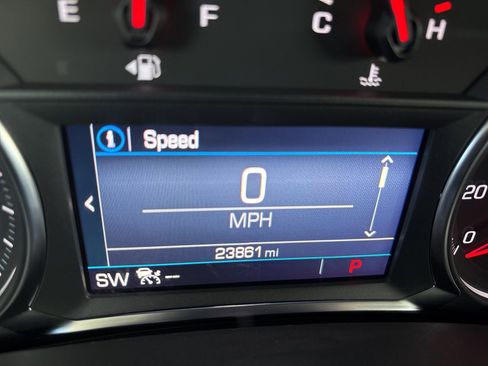 E F C H
Speed
0
MPH
23861 mi
SW -- P
20
0